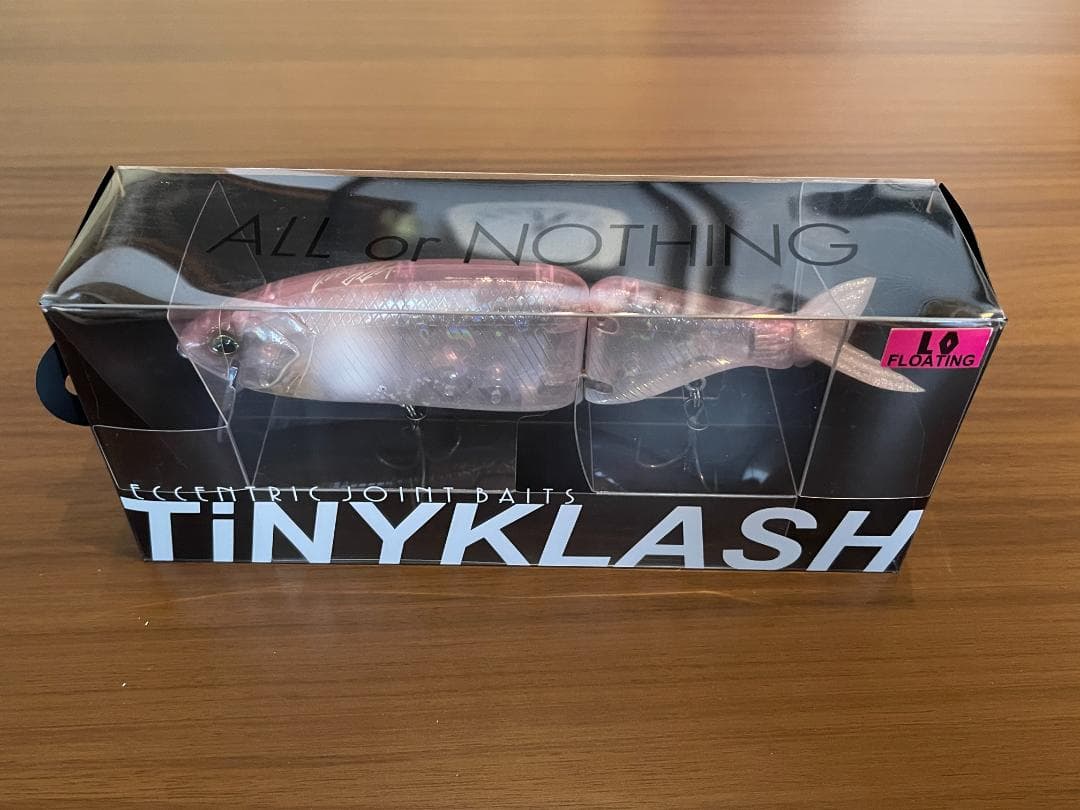 ALL or NOTHING
LO
FLOATING
ECCENTRIC JOINT BAITS
TiNYKLASH